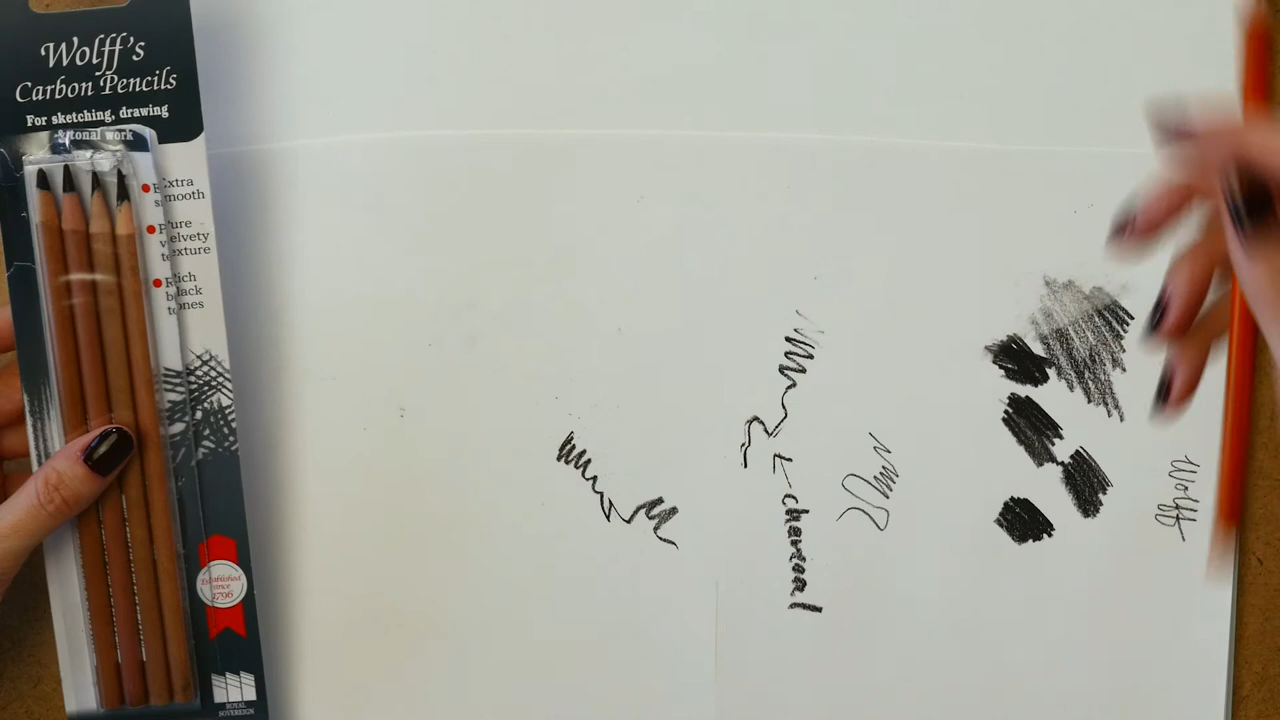 Wolff's
Carbon Pencils
For sketching, drawing
& tonal work
Extra
smooth
Pure
velvety
texture
Rich
black
tones
Established
since
1796
ROYAL
SOVEREIGN
charcoal
Wolff